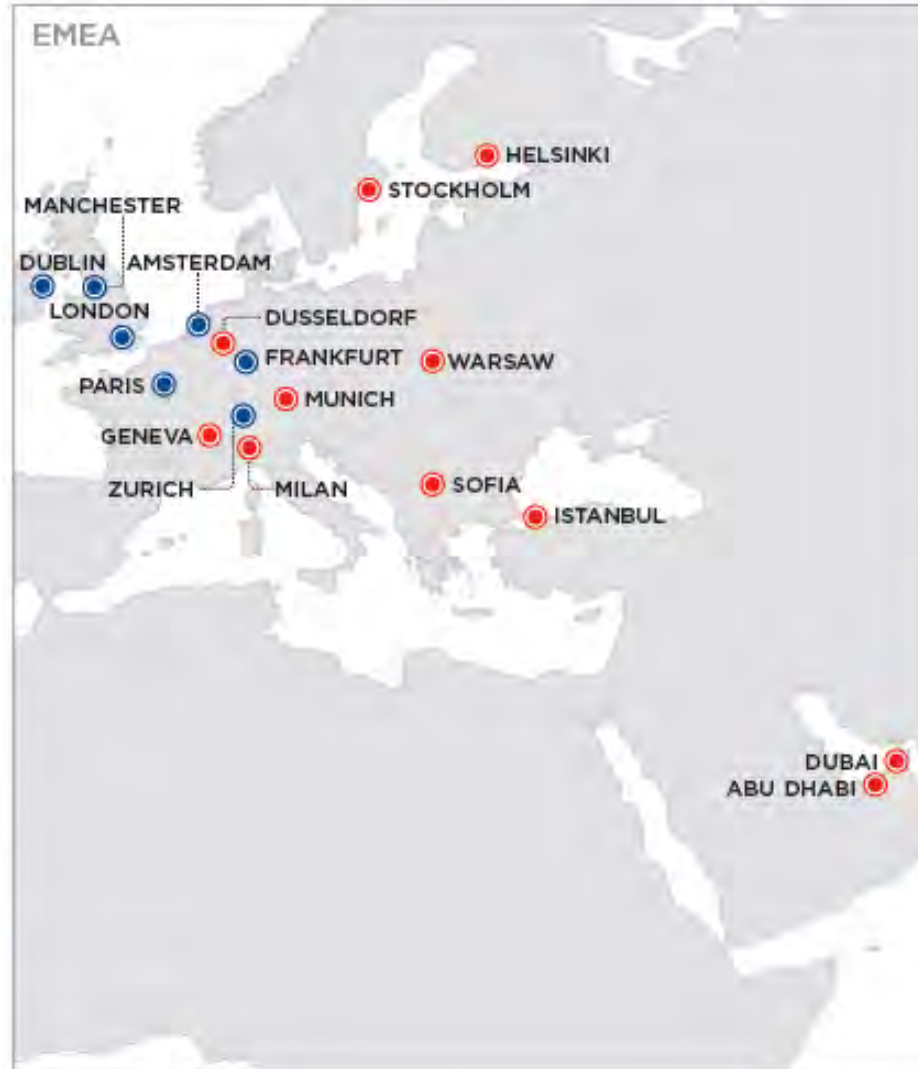 EMEA
HELSINKI
STOCKHOLM
MANCHESTER
DUBLIN
AMSTERDAM
LONDON
DUSSELDORF
FRANKFURT
WARSAW
PARIS
MUNICH
GENEVA
ZURICH
MILAN
SOFIA
ISTANBUL
DUBAI
ABU DHABI